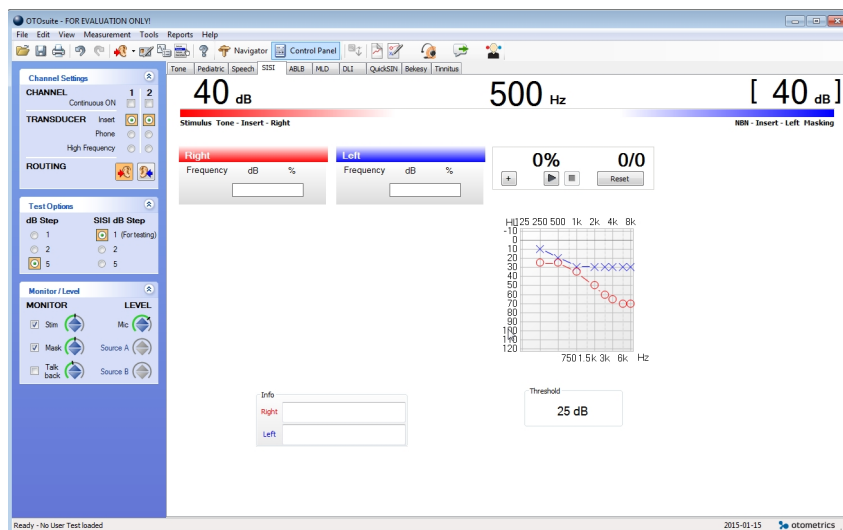 OTOsuite - FOR EVALUATION ONLY!
File Edit View Measurement Tools Reports Help
Navigator Control Panel
Tone Pediatric Speech SISI ABLB MLD DLI QuickSIN Bekesy Tinnitus
Channel Settings
CHANNEL 1 2
Continuous ON
TRANSDUCER Insert
Phone
High Frequency
ROUTING
Test Options
dB Step SISI dB Step
1 1 (For testing)
2 2
5 5
Monitor / Level
MONITOR LEVEL
Stim Mic
Mask Source A
Talk back Source B
40 dB 500 Hz [ 40 dB ]
Stimulus Tone - Insert - Right NBN - Insert - Left Masking
Right
Frequency dB %
Left
Frequency dB %
0% 0/0
+ Reset
125 250 500 1k 2k 4k 8k
-10
0
10
20
30
40
50
60
70
80
90
120
750 1.5k 3k 6k Hz
Info
Right
Left
Threshold
25 dB
Ready - No User Test loaded 2015-01-15 otometrics